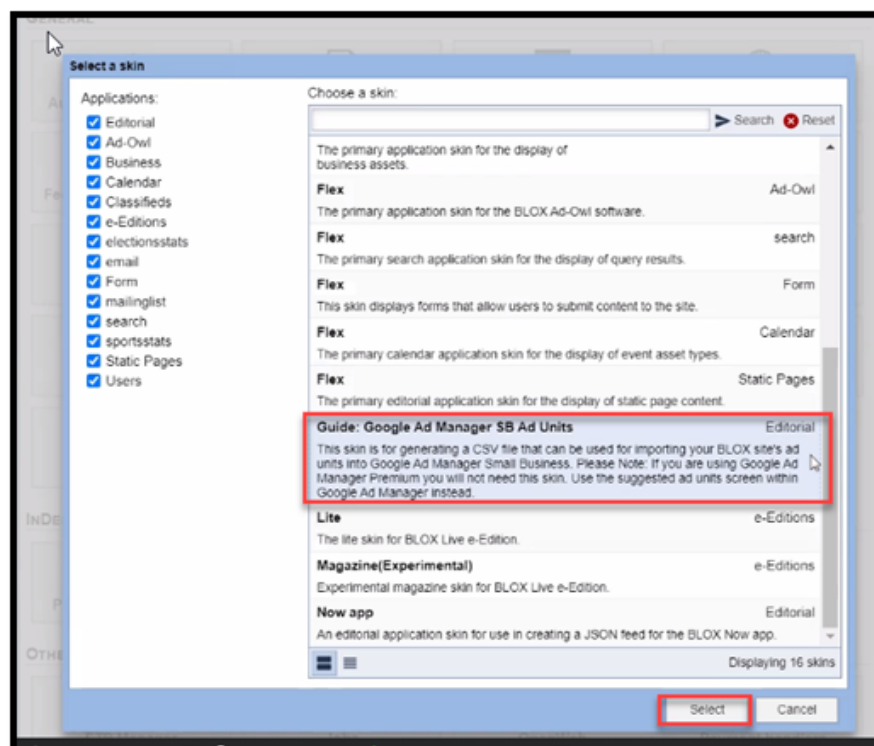 GENERAL
Select a skin
Applications:
Editorial
Ad-Owl
Business
Calendar
Classifieds
e-Editions
electionsstats
email
Form
mailinglist
search
sportsstats
Static Pages
Users
Choose a skin:
Search Reset
The primary application skin for the display of
business assets.
Flex Ad-Owl
The primary application skin for the BLOX Ad-Owl software.
Flex search
The primary search application skin for the display of query results.
Flex Form
This skin displays forms that allow users to submit content to the site.
Flex Calendar
The primary calendar application skin for the display of event asset types.
Flex Static Pages
The primary editorial application skin for the display of static page content.
Guide: Google Ad Manager SB Ad Units Editorial
This skin is for generating a CSV file that can be used for importing your BLOX site's ad
units into Google Ad Manager Small Business. Please Note: If you are using Google Ad
Manager Premium you will not need this skin. Use the suggested ad units screen within
Google Ad Manager instead.
Lite e-Editions
The lite skin for BLOX Live e-Edition.
Magazine(Experimental) e-Editions
Experimental magazine skin for BLOX Live e-Edition.
Now app Editorial
An editorial application skin for use in creating a JSON feed for the BLOX Now app.
Displaying 16 skins
Select Cancel